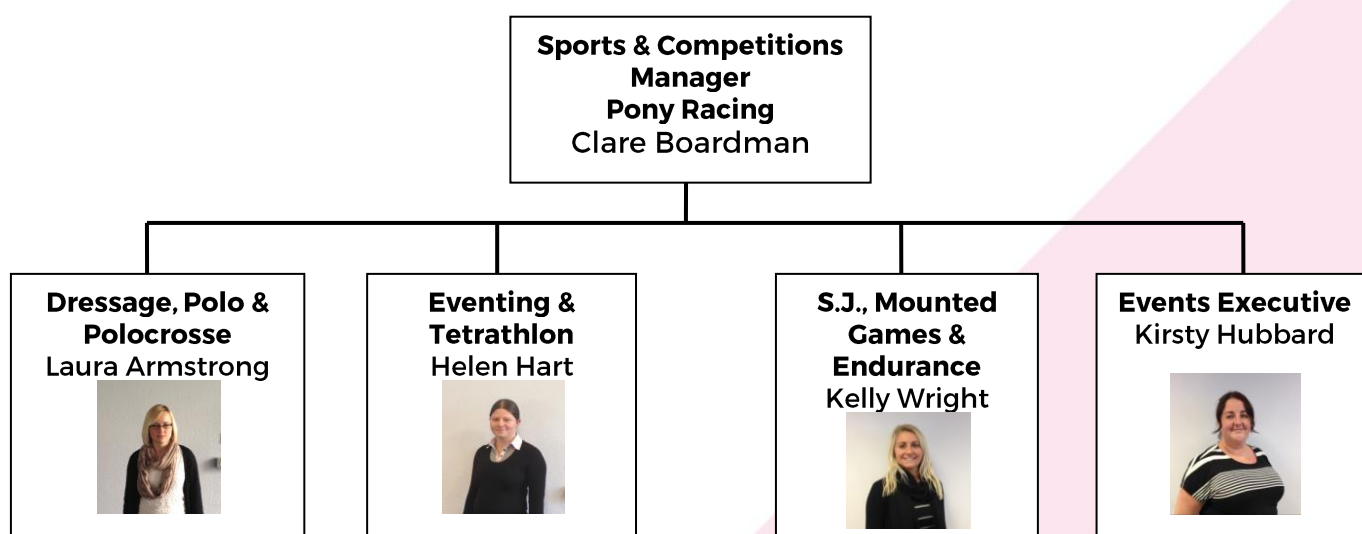 Sports & Competitions
Manager
Pony Racing
Clare Boardman
Dressage, Polo &
Polocrosse
Laura Armstrong
Eventing &
Tetrathlon
Helen Hart
S.J., Mounted
Games &
Endurance
Kelly Wright
Events Executive
Kirsty Hubbard